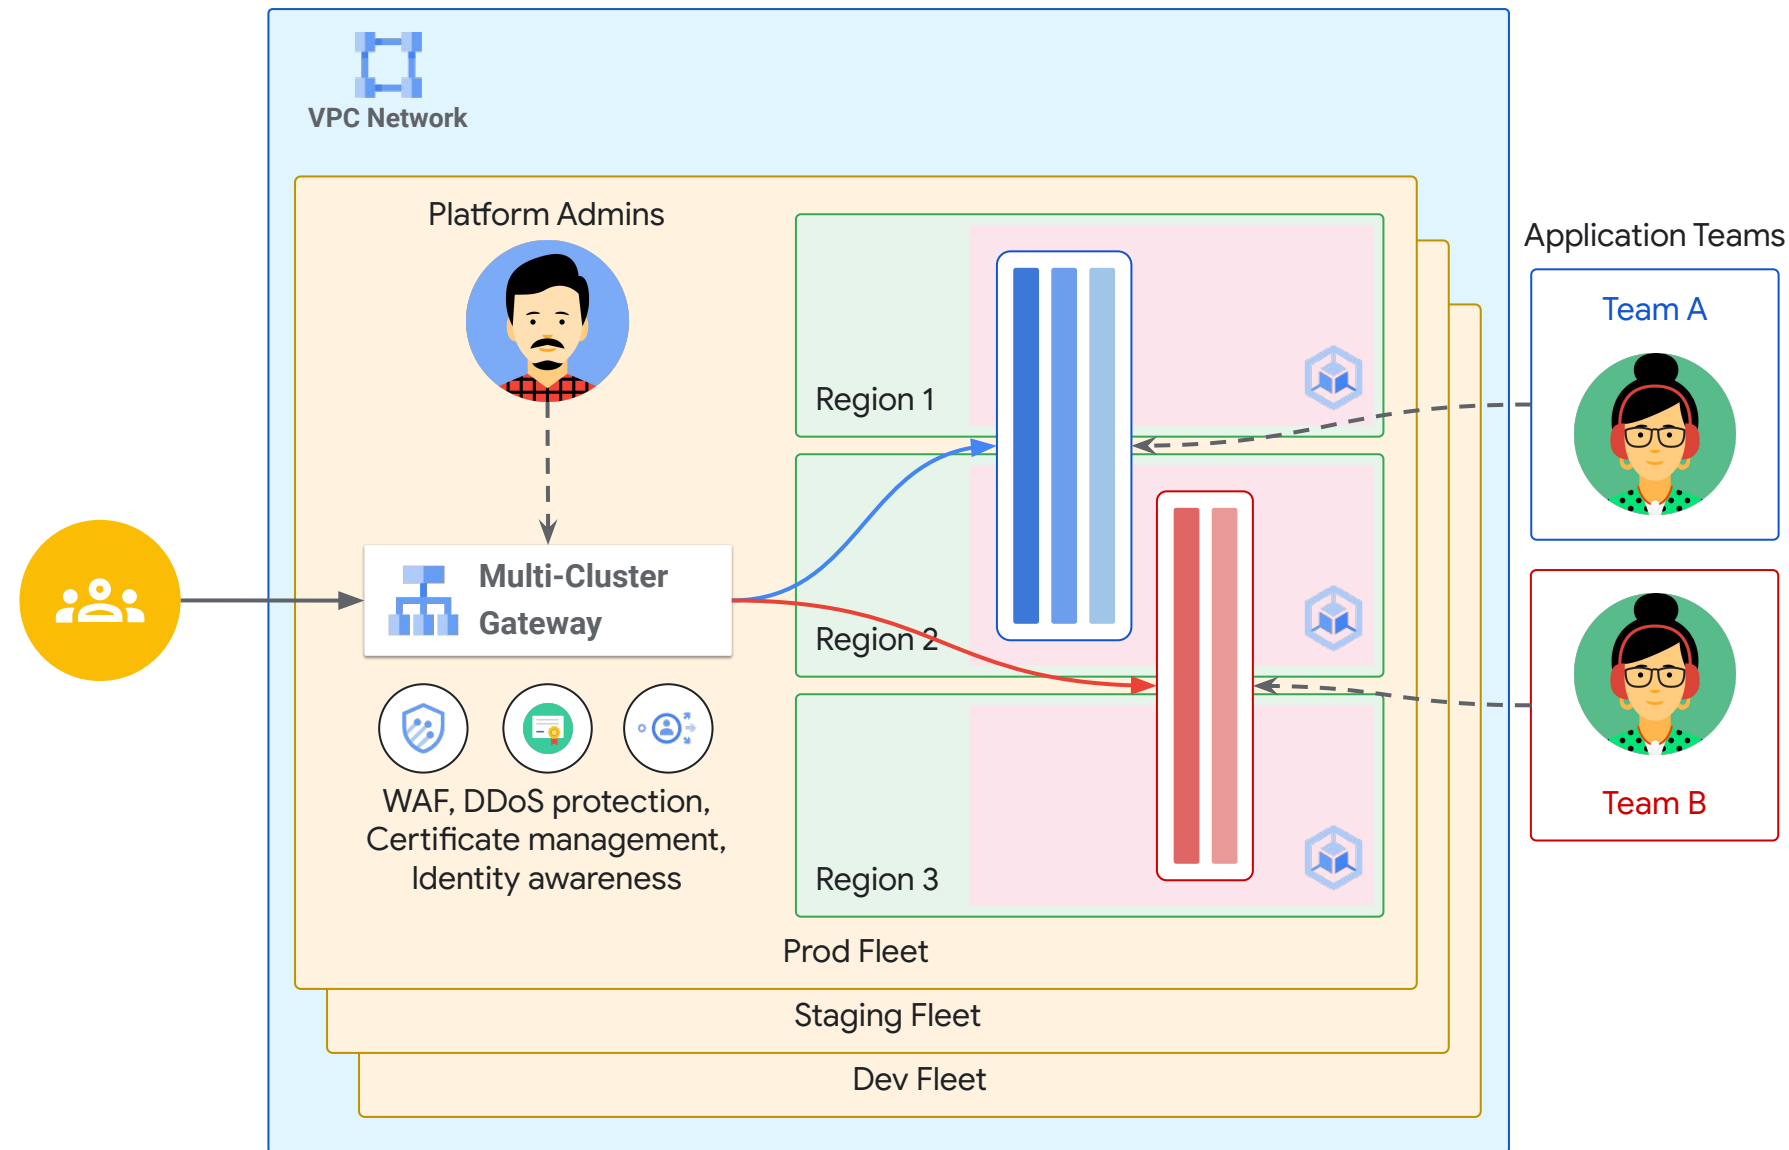 VPC Network
Platform Admins
Application Teams
Team A
Region 1
Multi-Cluster
Gateway
Region 2
WAF, DDoS protection,
Certificate management,
Identity awareness
Team B
Region 3
Prod Fleet
Staging Fleet
Dev Fleet